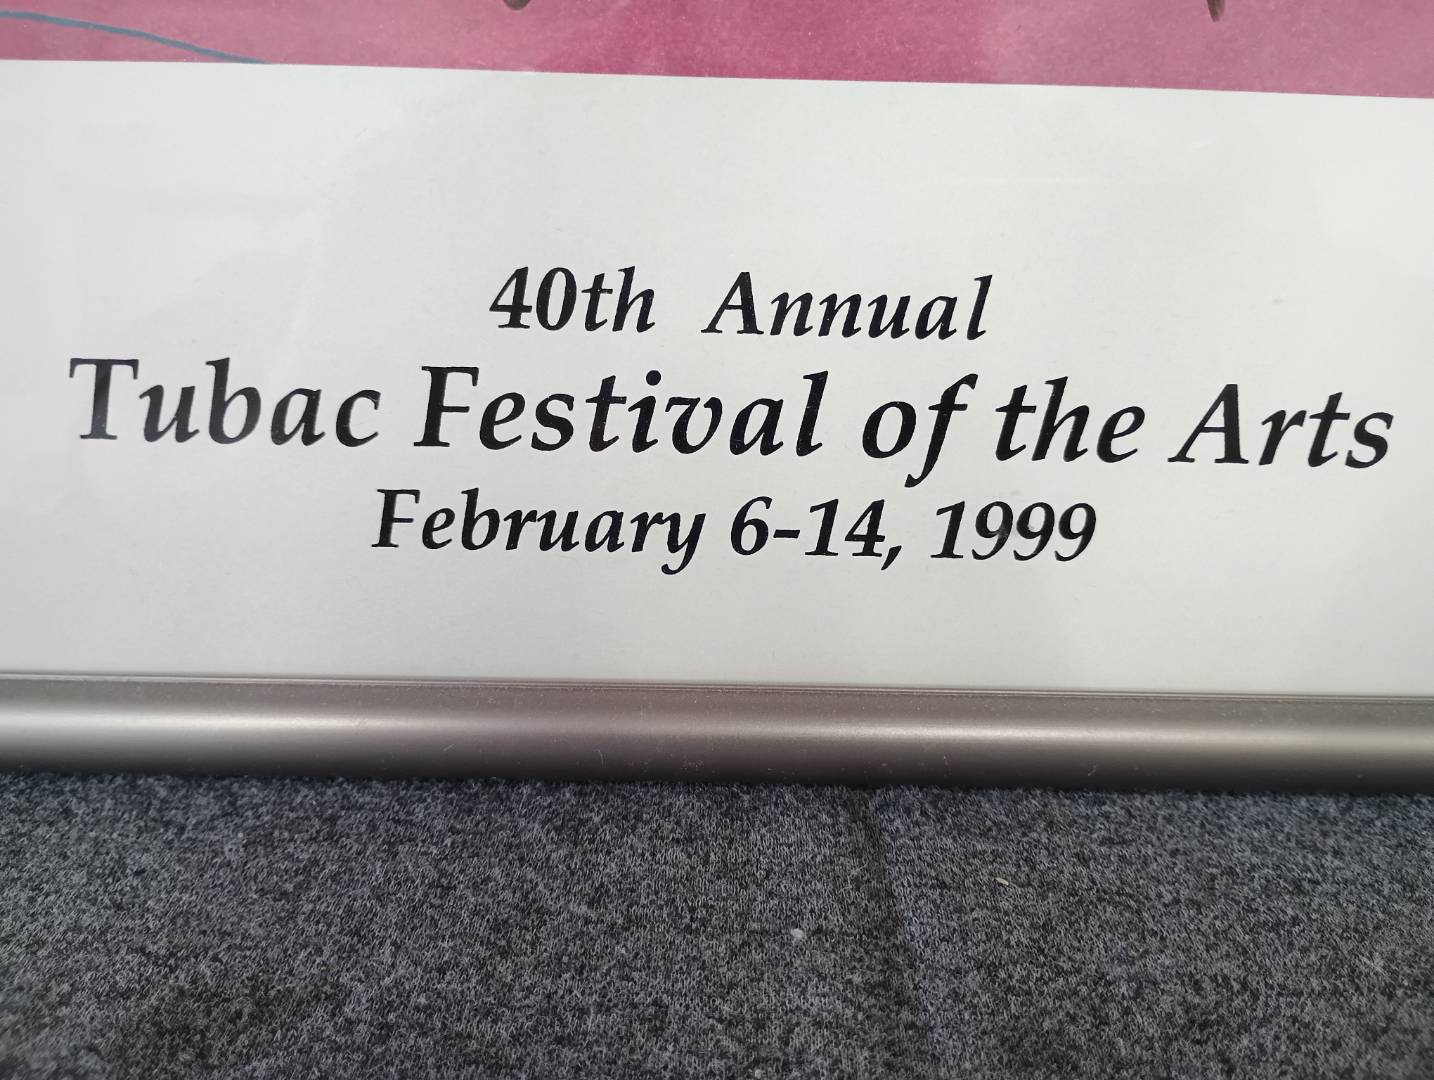 40th Annual
Tubac Festival of the Arts
February 6-14, 1999